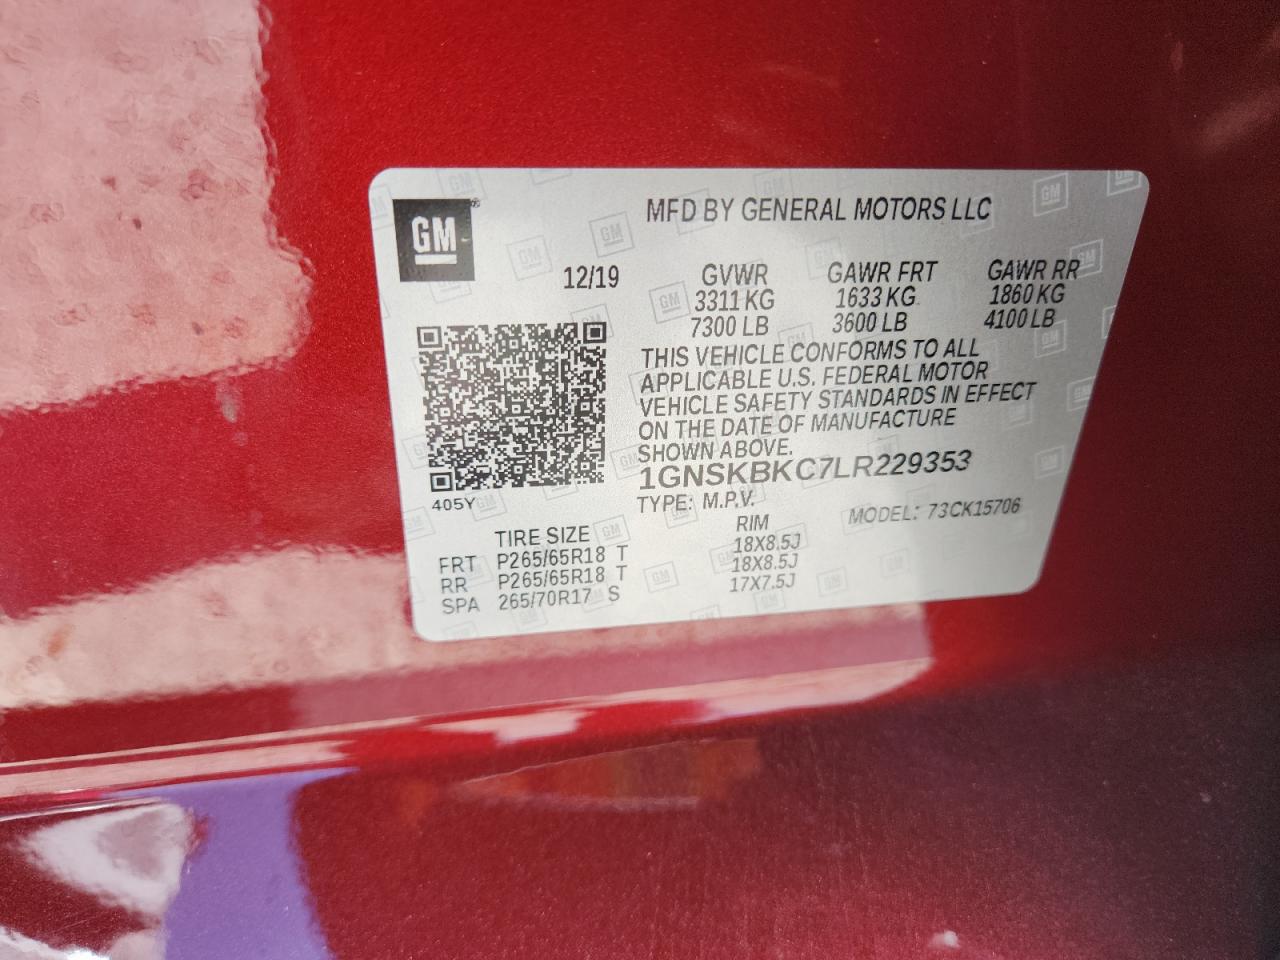 GM
MFD BY GENERAL MOTORS LLC
12/19
GVWR GAWR FRT GAWR RR
3311 KG 1633 KG 1860 KG
7300 LB 3600 LB 4100 LB
THIS VEHICLE CONFORMS TO ALL
APPLICABLE U.S. FEDERAL MOTOR
VEHICLE SAFETY STANDARDS IN EFFECT
ON THE DATE OF MANUFACTURE
SHOWN ABOVE.
1GNSKBKC7LR229353
405Y
TYPE: M.P.V. MODEL: 73CK15706
TIRE SIZE RIM
FRT P265/65R18 T 18X8.5J
RR P265/65R18 T 18X8.5J
SPA 265/70R17 S 17X7.5J